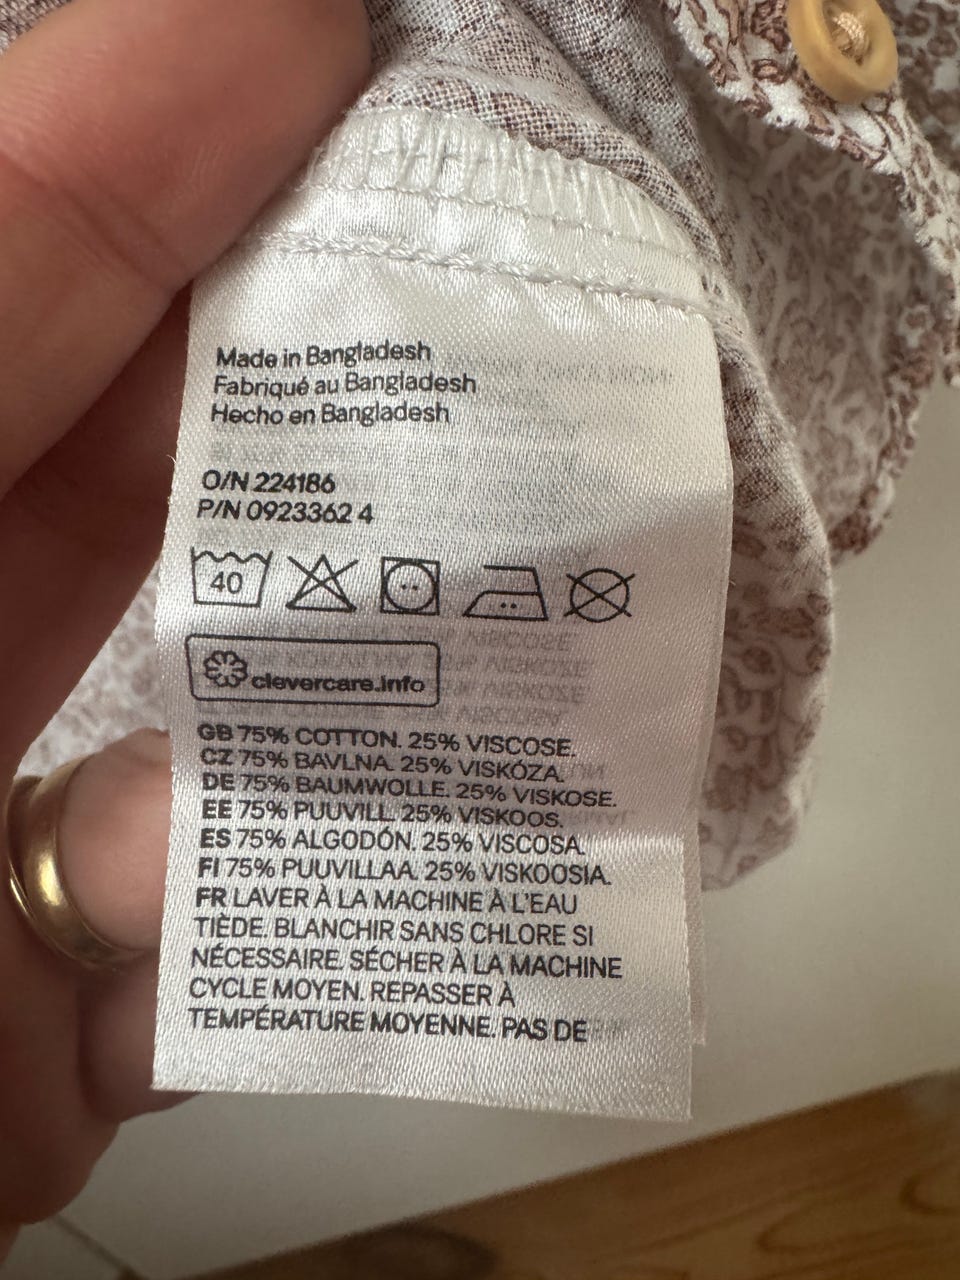 Made in Bangladesh
Fabriqué au Bangladesh
Hecho en Bangladesh
O/N 224186
P/N 0923362 4
40
clevercare.info
GB 75% COTTON. 25% VISCOSE.
CZ 75% BAVLNA. 25% VISKÓZA.
DE 75% BAUMWOLLE. 25% VISKOSE.
EE 75% PUUVILL. 25% VISKOOS.
ES 75% ALGODÓN. 25% VISCOSA.
FI 75% PUUVILLAA. 25% VISKOOSIA.
FR LAVER À LA MACHINE À L'EAU
TIÈDE. BLANCHIR SANS CHLORE SI
NÉCESSAIRE. SÉCHER À LA MACHINE
CYCLE MOYEN. REPASSER À
TEMPÉRATURE MOYENNE. PAS DE